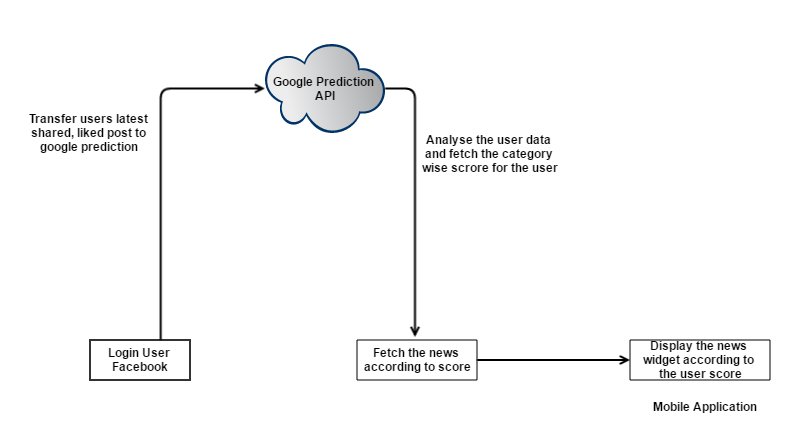 Google Prediction
API
Transfer users latest
shared, liked post to
google prediction
Analyse the user data
and fetch the category
wise scrore for the user
Login User
Facebook
Fetch the news
according to score
Display the news
widget according to
the user score
Mobile Application